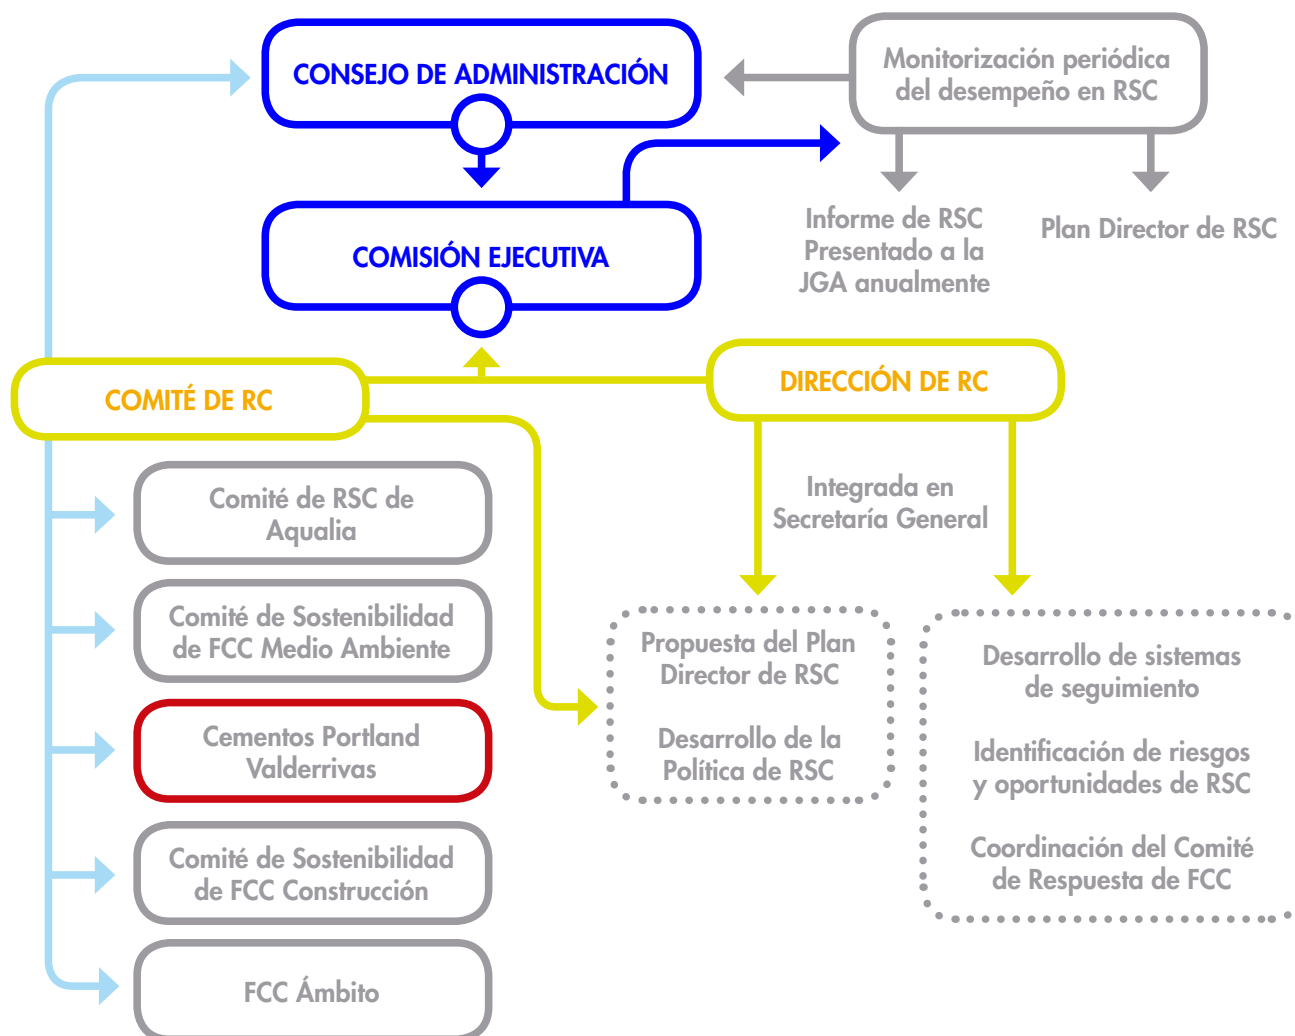 CONSEJO DE ADMINISTRACIÓN
Monitorización periódica
del desempeño en RSC
COMISIÓN EJECUTIVA
Informe de RSC
Presentado a la
JGA anualmente
Plan Director de RSC
COMITÉ DE RC
DIRECCIÓN DE RC
Comité de RSC de
Aqualia
Integrada en
Secretaría General
Comité de Sostenibilidad
de FCC Medio Ambiente
Cementos Portland
Valderrivas
Comité de Sostenibilidad
de FCC Construcción
FCC Ámbito
Propuesta del Plan
Director de RSC
Desarrollo de la
Política de RSC
Desarrollo de sistemas
de seguimiento
Identificación de riesgos
y oportunidades de RSC
Coordinación del Comité
de Respuesta de FCC